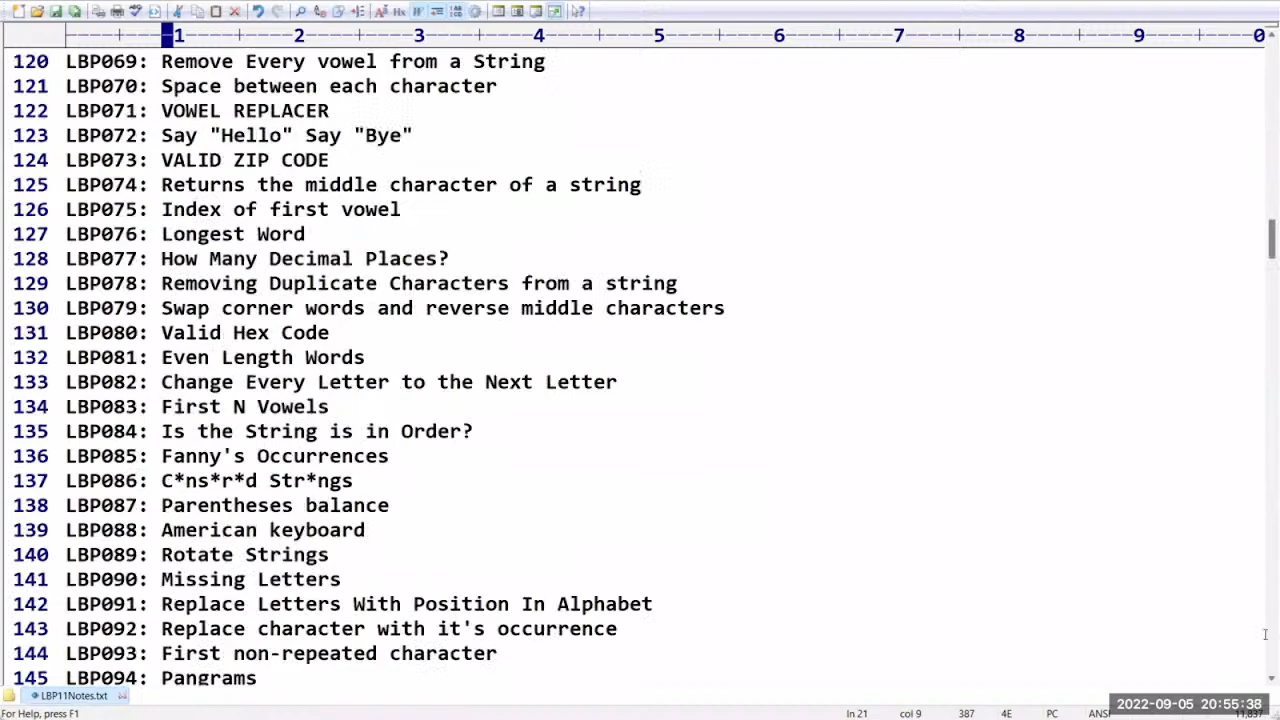 1 2 3 4 5 6 7 8 9 0
120 LBP069: Remove Every vowel from a String
121 LBP070: Space between each character
122 LBP071: VOWEL REPLACER
123 LBP072: Say "Hello" Say "Bye"
124 LBP073: VALID ZIP CODE
125 LBP074: Returns the middle character of a string
126 LBP075: Index of first vowel
127 LBP076: Longest Word
128 LBP077: How Many Decimal Places?
129 LBP078: Removing Duplicate Characters from a string
130 LBP079: Swap corner words and reverse middle characters
131 LBP080: Valid Hex Code
132 LBP081: Even Length Words
133 LBP082: Change Every Letter to the Next Letter
134 LBP083: First N Vowels
135 LBP084: Is the String is in Order?
136 LBP085: Fanny's Occurrences
137 LBP086: C*ns*r*d Str*ngs
138 LBP087: Parentheses balance
139 LBP088: American keyboard
140 LBP089: Rotate Strings
141 LBP090: Missing Letters
142 LBP091: Replace Letters With Position In Alphabet
143 LBP092: Replace character with it's occurrence
144 LBP093: First non-repeated character
145 LBP094: Pangrams
LBP11Notes.txt
2022-09-05 20:55:38
For Help, press F1 ln 21 col 9 387 4E PC ANSI